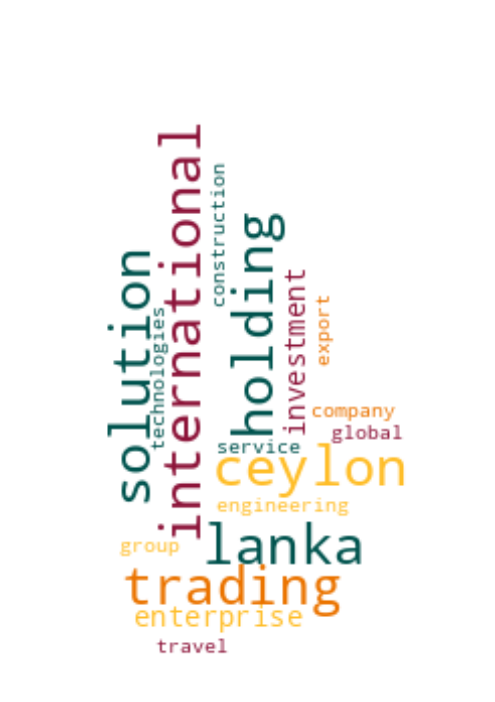 international
construction
holding
solution
technologies
investment
export
company
global
service
ceylon
engineering
lanka
group
trading
enterprise
travel